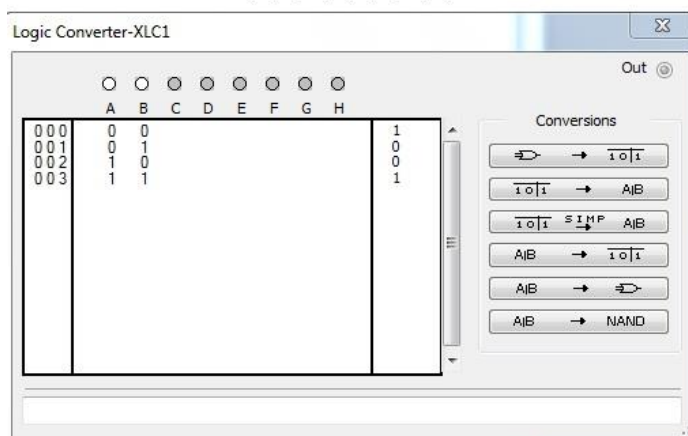 Logic Converter-XLC1
Out
A B C D E F G H
000 0 0 1
001 0 1 0
002 1 0 0
003 1 1 1
Conversions
→ 1 0|1
1 0|1 → A|B
1 0|1 SIMP → A|B
A|B → 1 0|1
A|B →
A|B → NAND